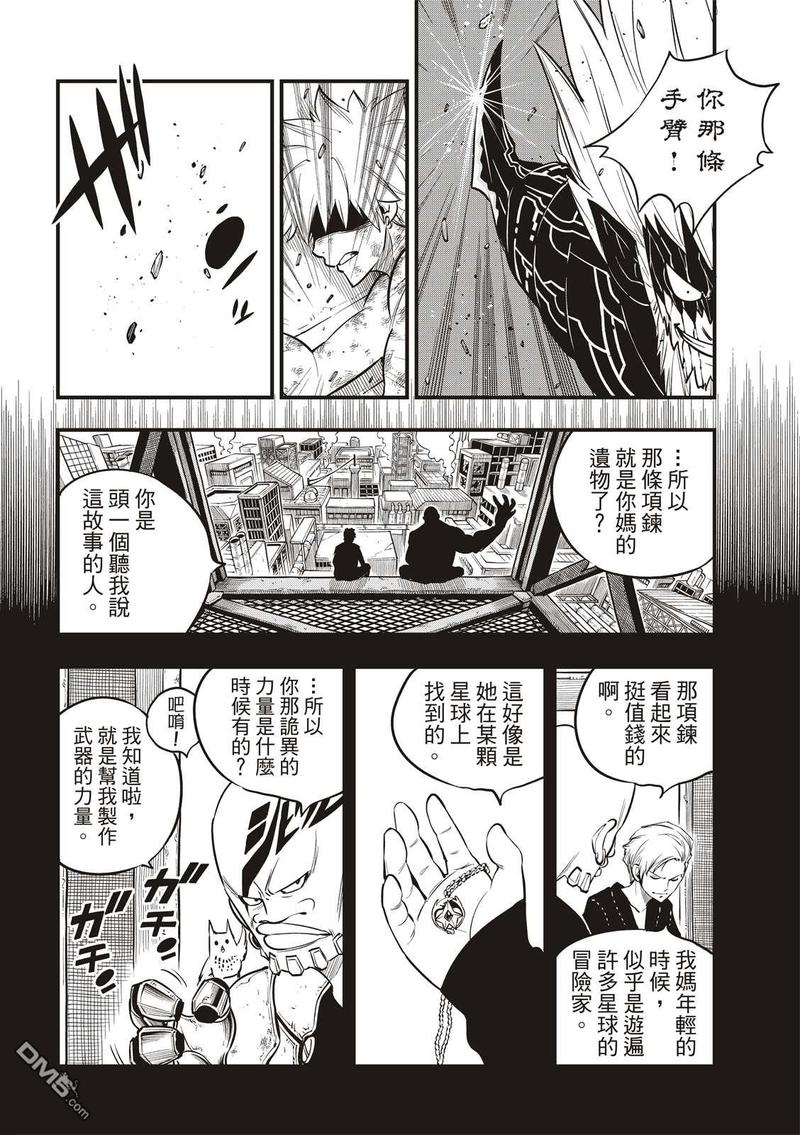 你那條
手臂！
…所以
那條項鍊
就是你媽的
遺物了？
你是
頭一個聽我說
這故事的人。
那項鍊
看起來
挺值錢的
啊。
我媽年輕的
時候，
似乎是遊遍
許多星球的
冒險家。
這好像是
她在某顆
星球上
找到的。
…所以
你那詭異的
力量是什麼
時候有的？
吧唷！
我知道啦，
就是幫我製作
武器的力量。
ガチ
ガチ
DM5.com